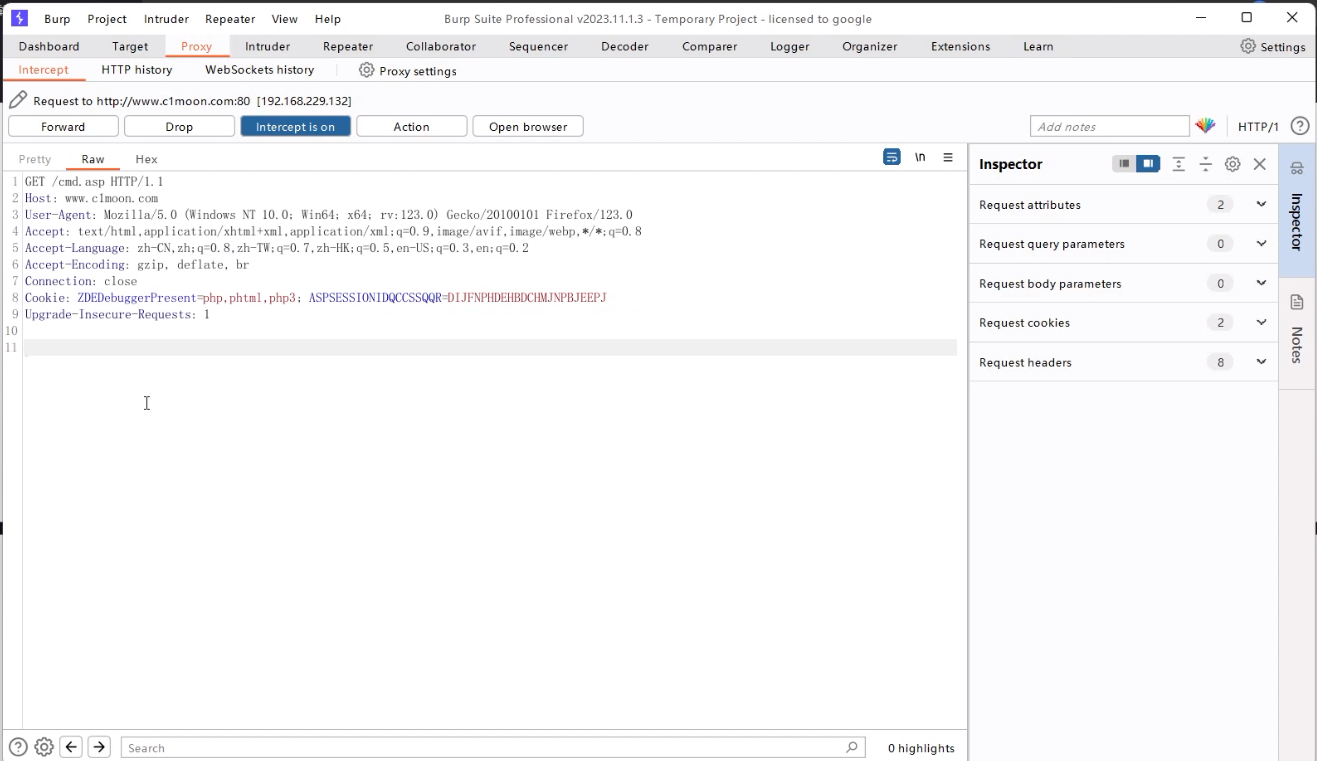 Burp Project Intruder Repeater View Help Burp Suite Professional v2023.11.1.3 - Temporary Project - licensed to google
Dashboard Target Proxy Intruder Repeater Collaborator Sequencer Decoder Comparer Logger Organizer Extensions Learn Settings
Intercept HTTP history WebSockets history Proxy settings
Request to http://www.c1moon.com:80 [192.168.229.132]
Forward Drop Intercept is on Action Open browser Add notes HTTP/1 ?
Pretty Raw Hex \n
1 GET /cmd.asp HTTP/1.1
2 Host: www.c1moon.com
3 User-Agent: Mozilla/5.0 (Windows NT 10.0; Win64; x64; rv:123.0) Gecko/20100101 Firefox/123.0
4 Accept: text/html,application/xhtml+xml,application/xml;q=0.9,image/avif,image/webp,*/*;q=0.8
5 Accept-Language: zh-CN,zh;q=0.8,zh-TW;q=0.7,zh-HK;q=0.5,en-US;q=0.3,en;q=0.2
6 Accept-Encoding: gzip, deflate, br
7 Connection: close
8 Cookie: ZDEDebuggerPresent=php,phtml,php3; ASPSESSIONIDQCCSSQQR=DIJFNPHDEHBDCHMJNPBJEEPJ
9 Upgrade-Insecure-Requests: 1
10
11
Inspector
Request attributes 2
Request query parameters 0
Request body parameters 0
Request cookies 2
Request headers 8
Inspector
Notes
? Search 0 highlights